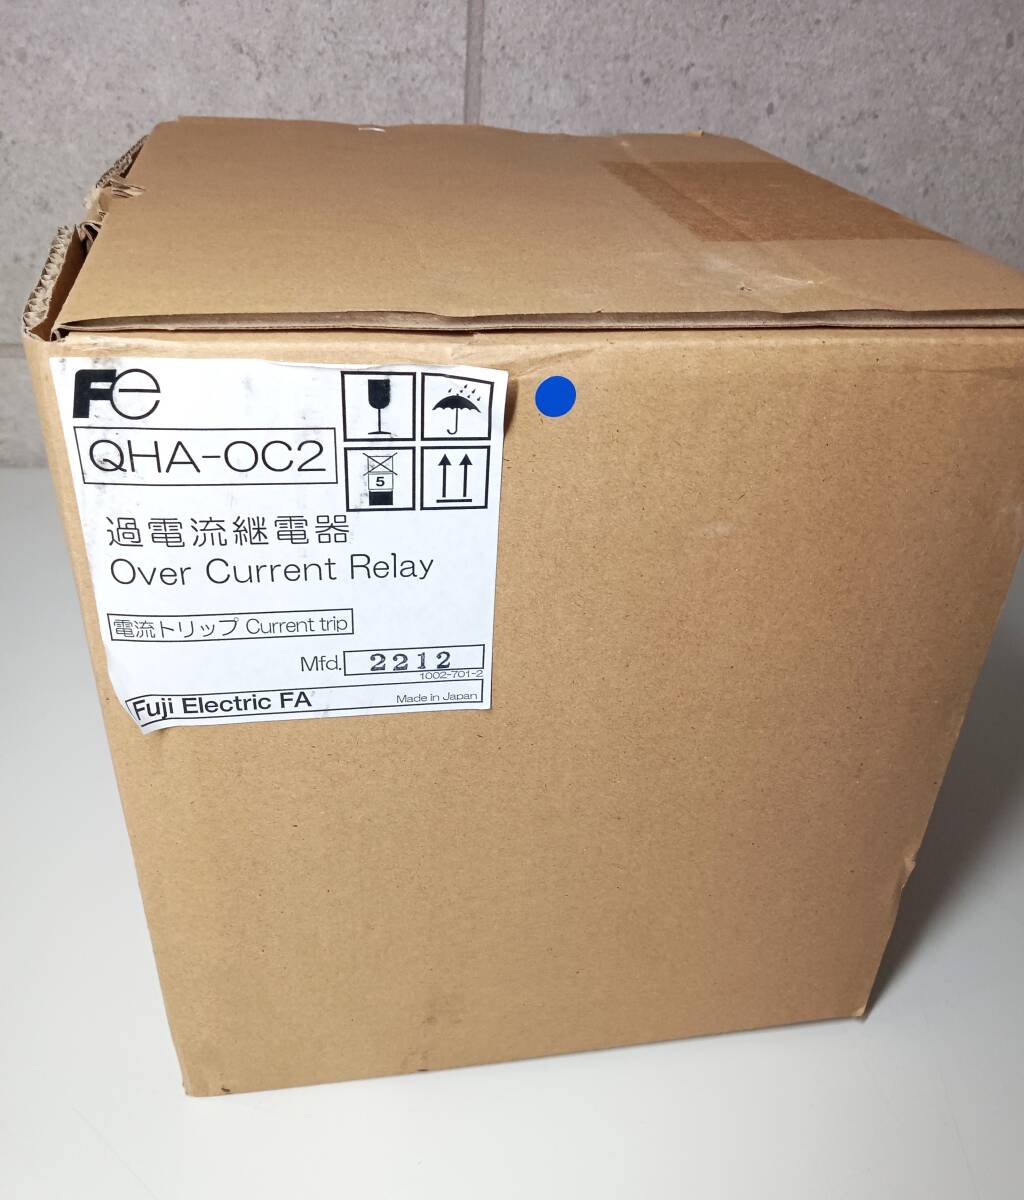 Fe
QHA-OC2
5
過電流継電器
Over Current Relay
電流トリップ Current trip
Mfd. 2212
1002-701-2
Fuji Electric FA Made in Japan